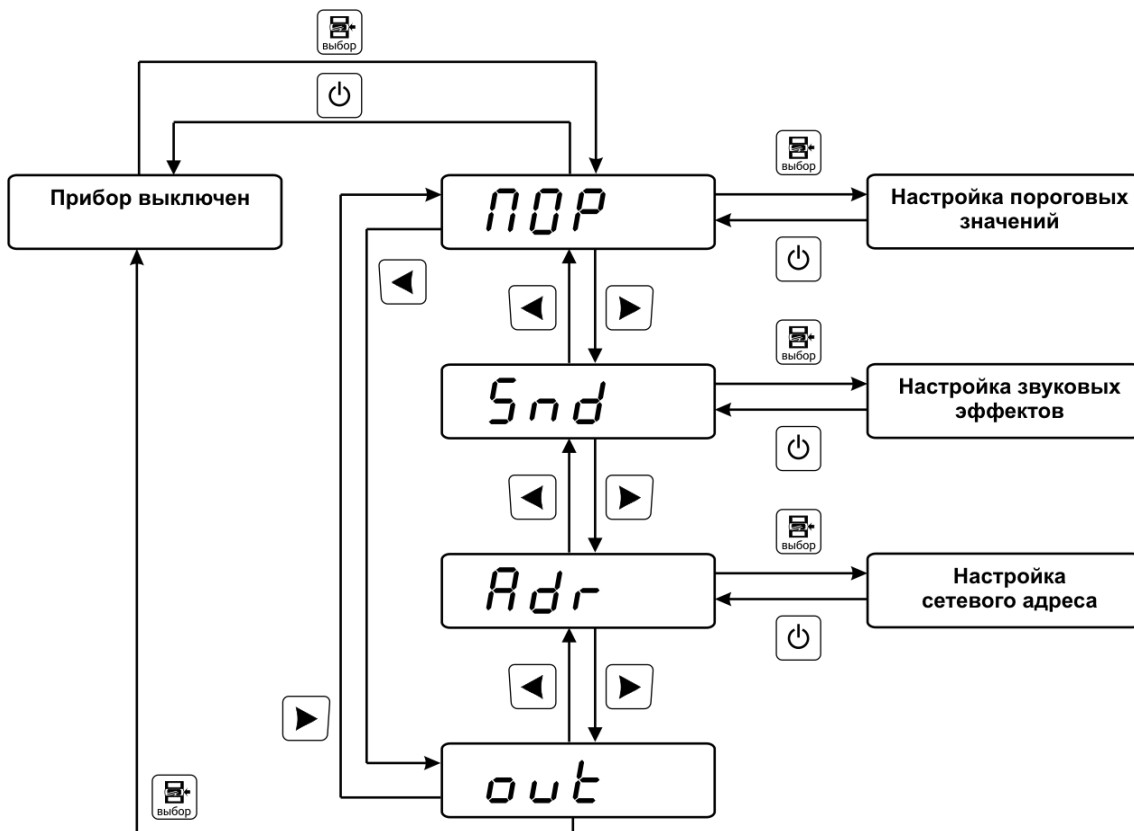 выбор
Прибор выключен
ПОР
выбор
Настройка пороговых
значений
Snd
выбор
Настройка звуковых
эффектов
Adr
выбор
Настройка
сетевого адреса
out
выбор